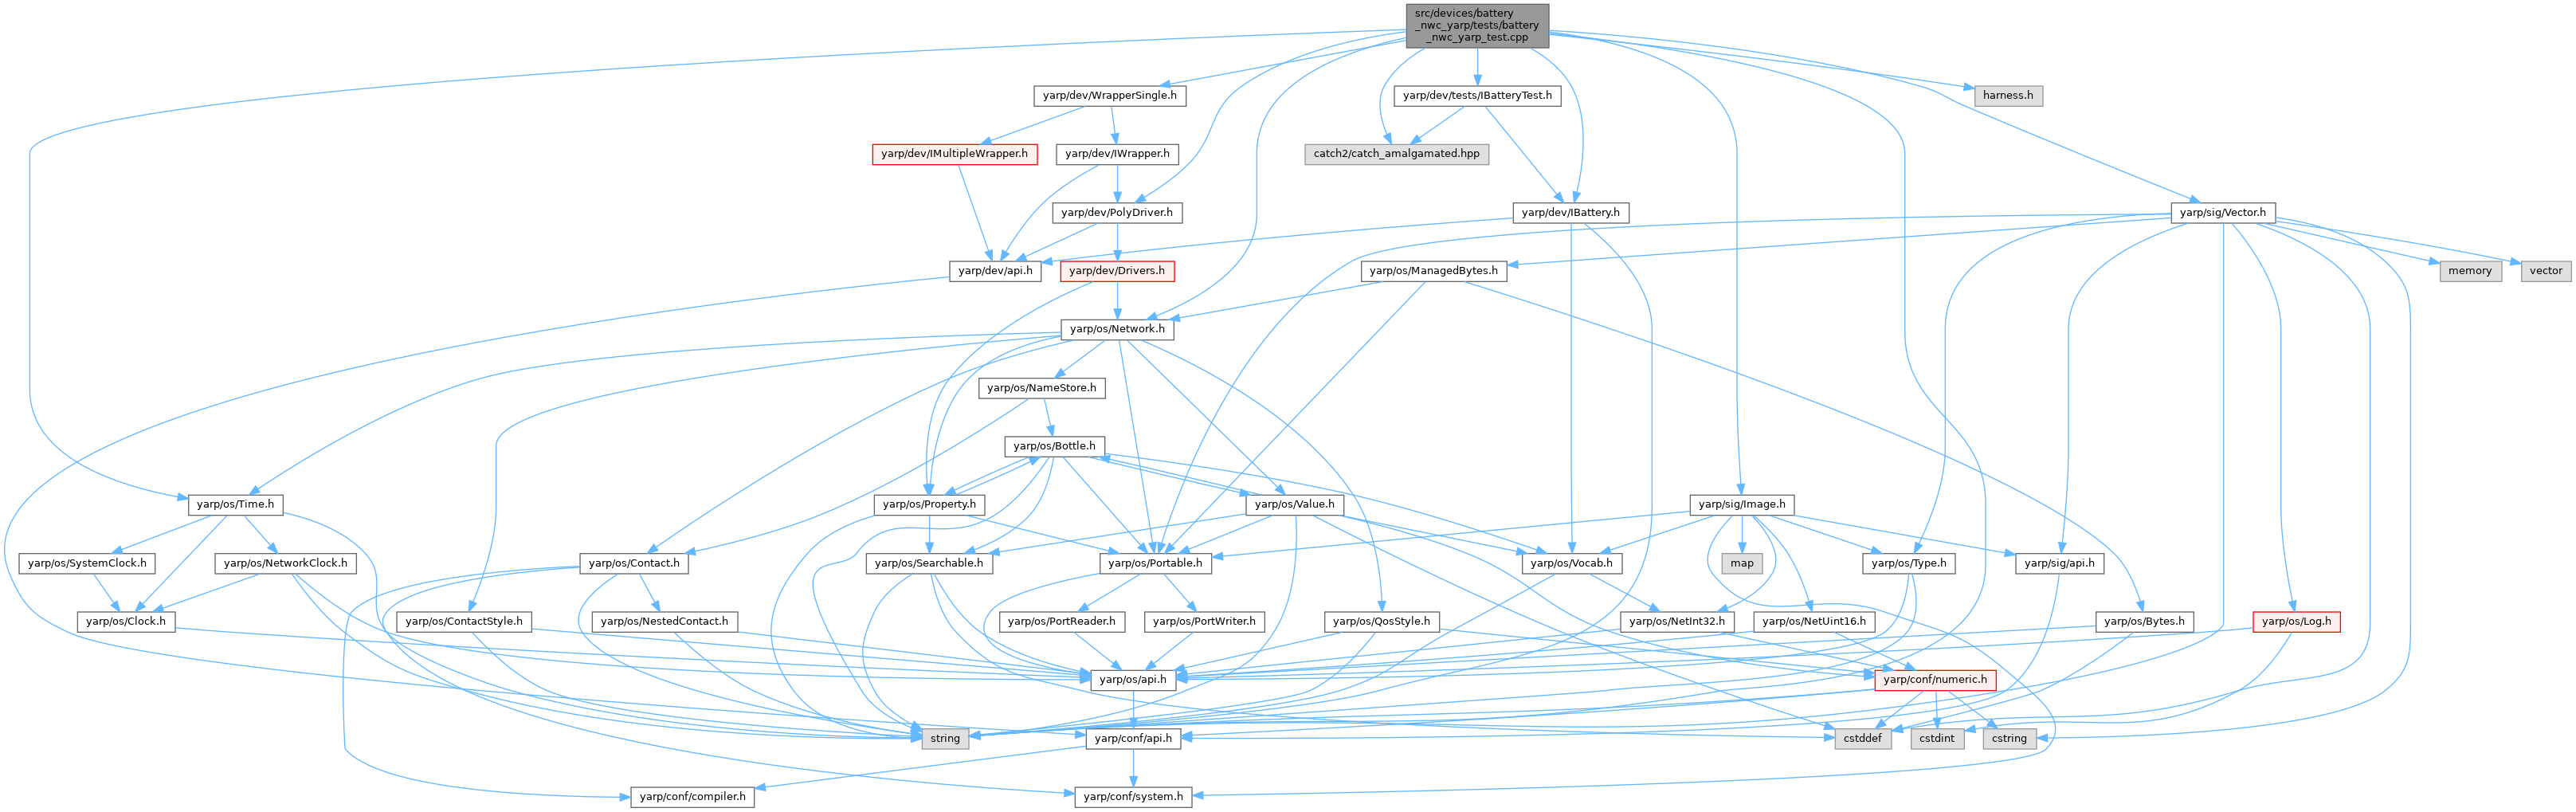 src/devices/battery
_nwc_yarp/tests/battery
_nwc_yarp_test.cpp
yarp/dev/WrapperSingle.h
yarp/dev/tests/IBatteryTest.h
harness.h
yarp/dev/IMultipleWrapper.h
yarp/dev/IWrapper.h
catch2/catch_amalgamated.hpp
yarp/dev/PolyDriver.h
yarp/dev/IBattery.h
yarp/sig/Vector.h
yarp/dev/api.h
yarp/dev/Drivers.h
yarp/os/ManagedBytes.h
memory
vector
yarp/os/Network.h
yarp/os/NameStore.h
yarp/os/Bottle.h
yarp/os/Time.h
yarp/os/Property.h
yarp/os/Value.h
yarp/sig/Image.h
yarp/os/SystemClock.h
yarp/os/NetworkClock.h
yarp/os/Contact.h
yarp/os/Searchable.h
yarp/os/Portable.h
yarp/os/Vocab.h
map
yarp/os/Type.h
yarp/sig/api.h
yarp/os/Clock.h
yarp/os/ContactStyle.h
yarp/os/NestedContact.h
yarp/os/PortReader.h
yarp/os/PortWriter.h
yarp/os/QosStyle.h
yarp/os/NetInt32.h
yarp/os/NetUint16.h
yarp/os/Bytes.h
yarp/os/Log.h
yarp/os/api.h
yarp/conf/numeric.h
string
yarp/conf/api.h
cstddef
cstdint
cstring
yarp/conf/compiler.h
yarp/conf/system.h